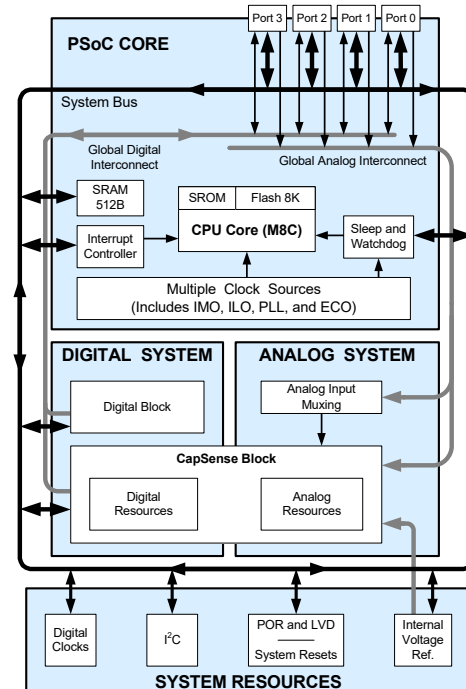 Port 3 Port 2 Port 1 Port 0
PSoC CORE
System Bus
Global Digital
Interconnect
Global Analog Interconnect
SRAM
512B
SROM Flash 8K
CPU Core (M8C)
Interrupt
Controller
Sleep and
Watchdog
Multiple Clock Sources
(Includes IMO, ILO, PLL, and ECO)
DIGITAL SYSTEM
ANALOG SYSTEM
Digital Block
Analog Input
Muxing
CapSense Block
Digital
Resources
Analog
Resources
Digital
Clocks
I²C
POR and LVD
System Resets
Internal
Voltage
Ref.
SYSTEM RESOURCES